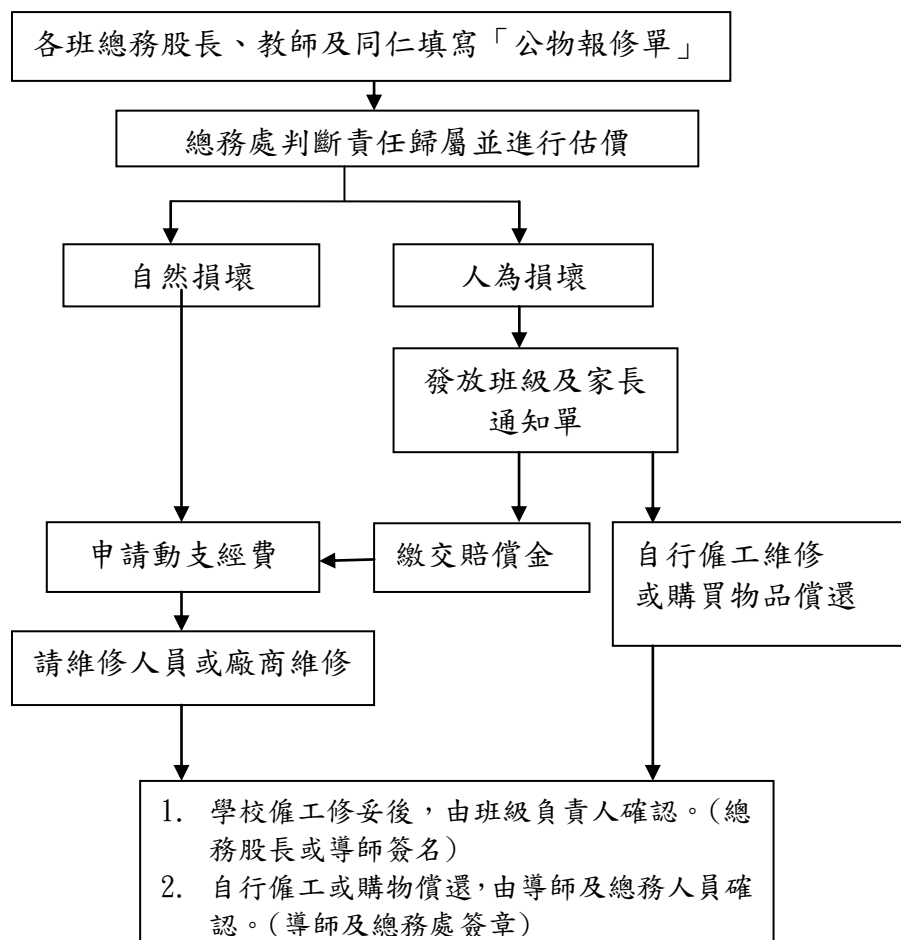 各班總務股長、教師及同仁填寫「公物報修單」
總務處判斷責任歸屬並進行估價
自然損壞
人為損壞
發放班級及家長
通知單
申請動支經費
繳交賠償金
自行僱工維修
或購買物品償還
請維修人員或廠商維修
1. 學校僱工修妥後，由班級負責人確認。(總
務股長或導師簽名)
2. 自行僱工或購物償還，由導師及總務人員確
認。(導師及總務處簽章)